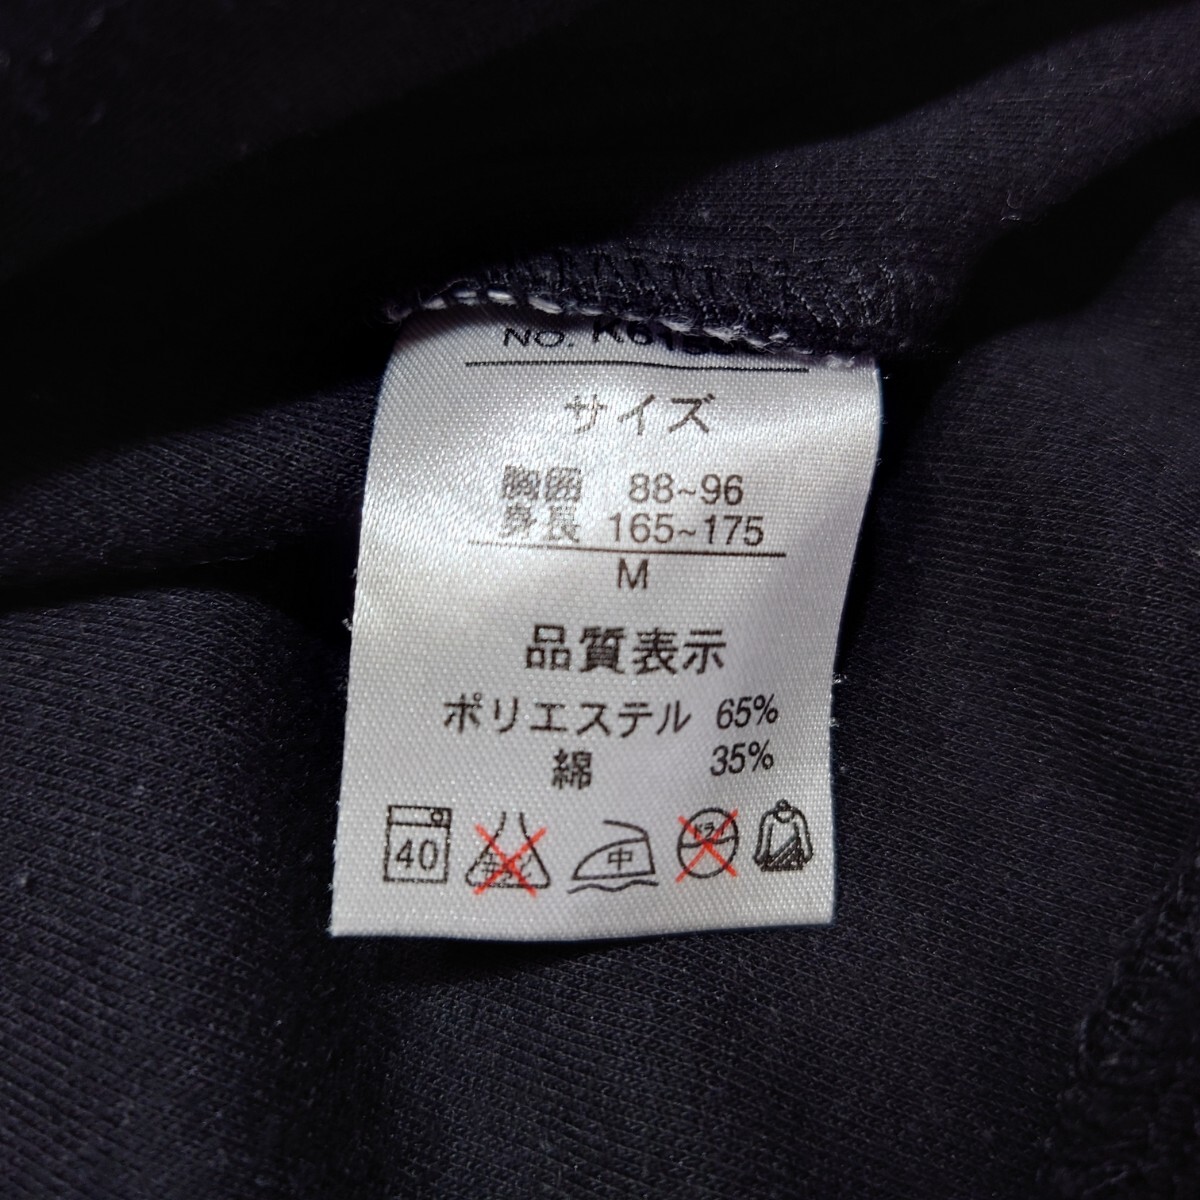 NO.
サイズ
胸囲 88~96
身長 165~175
M
品質表示
ポリエステル 65%
綿 35%
40 中